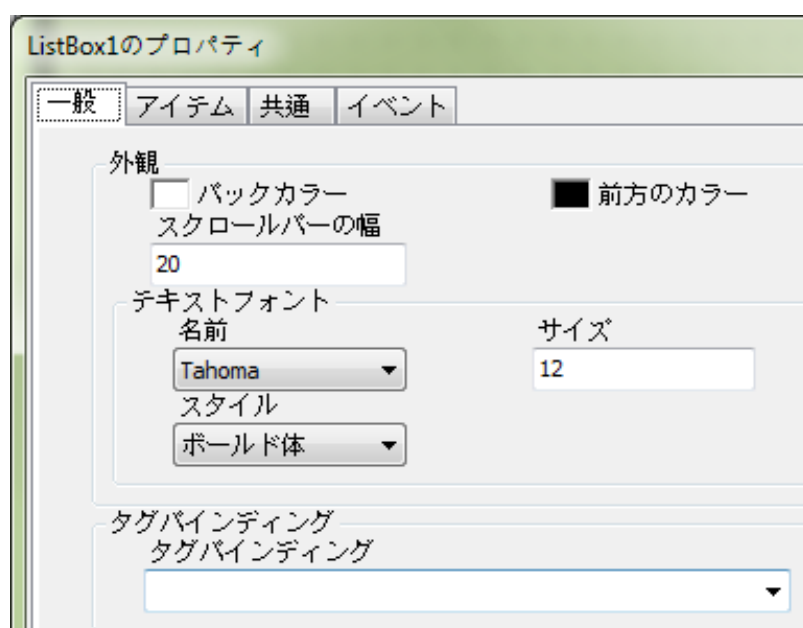 ListBox1のプロパティ
一般 アイテム 共通 イベント
外観
バックカラー 前方のカラー
スクロールバーの幅
20
テキストフォント
名前 サイズ
Tahoma 12
スタイル
ボールド体
タグバインディング
タグバインディング